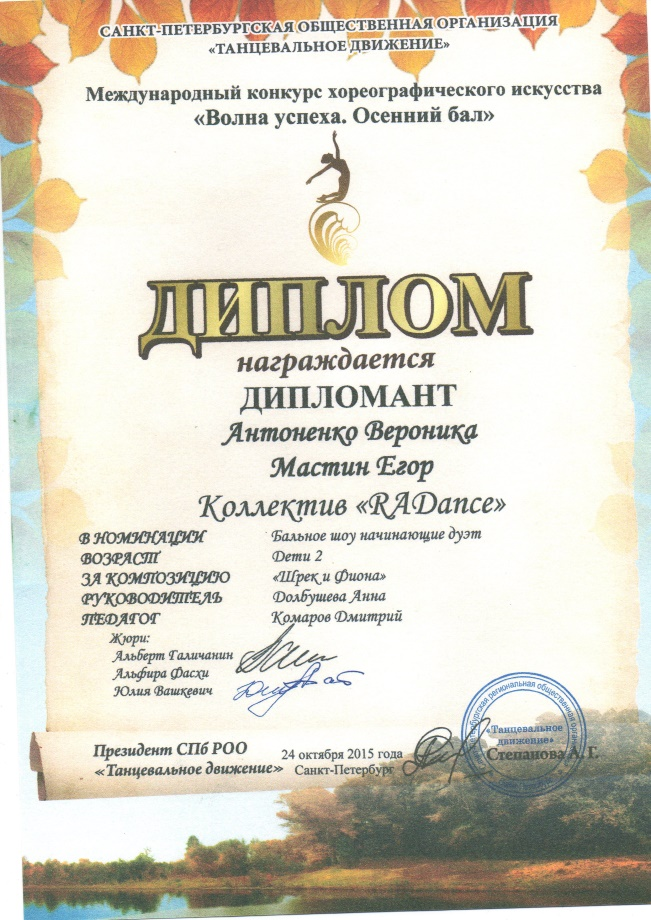 САНКТ-ПЕТЕРБУРГСКАЯ ОБЩЕСТВЕННАЯ ОРГАНИЗАЦИЯ
«ТАНЦЕВАЛЬНОЕ ДВИЖЕНИЕ»
Международный конкурс хореографического искусства
«Волна успеха. Осенний бал»
ДИПЛОМ
награждается
ДИПЛОМАНТ
Антоненко Вероника
Мастин Егор
Коллектив «RADance»
В НОМИНАЦИИ Бальное шоу начинающие дуэт
ВОЗРАСТ Дети 2
ЗА КОМПОЗИЦИЮ «Шрек и Фиона»
РУКОВОДИТЕЛЬ Долбушева Анна
ПЕДАГОГ Комаров Дмитрий
Жюри:
Альберт Галичанин
Альфира Фасхи
Юлия Вашкевич
Президент СПб РОО
«Танцевальное движение»
24 октября 2015 года
Санкт-Петербург
Степанова А. Г.
региональная общественная
«Танцевальное
движение»